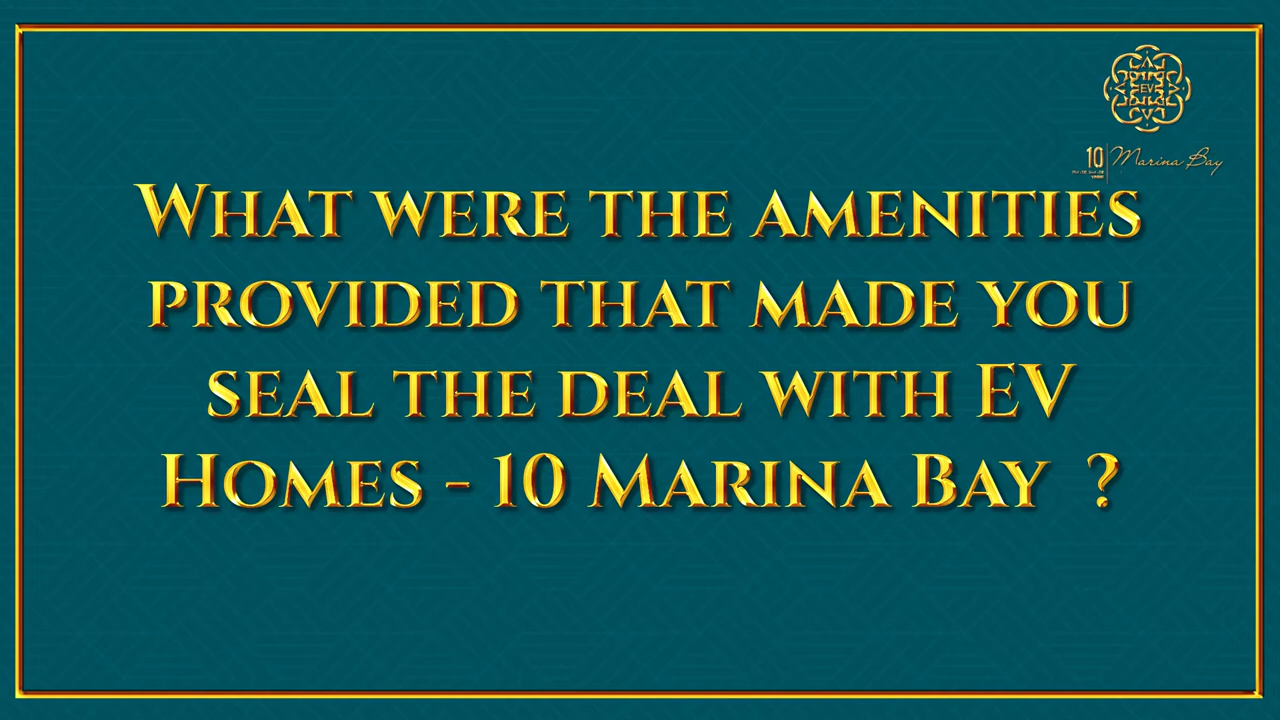 EV
10 Marina Bay
What were the amenities
provided that made you
seal the deal with EV
Homes - 10 Marina Bay ?